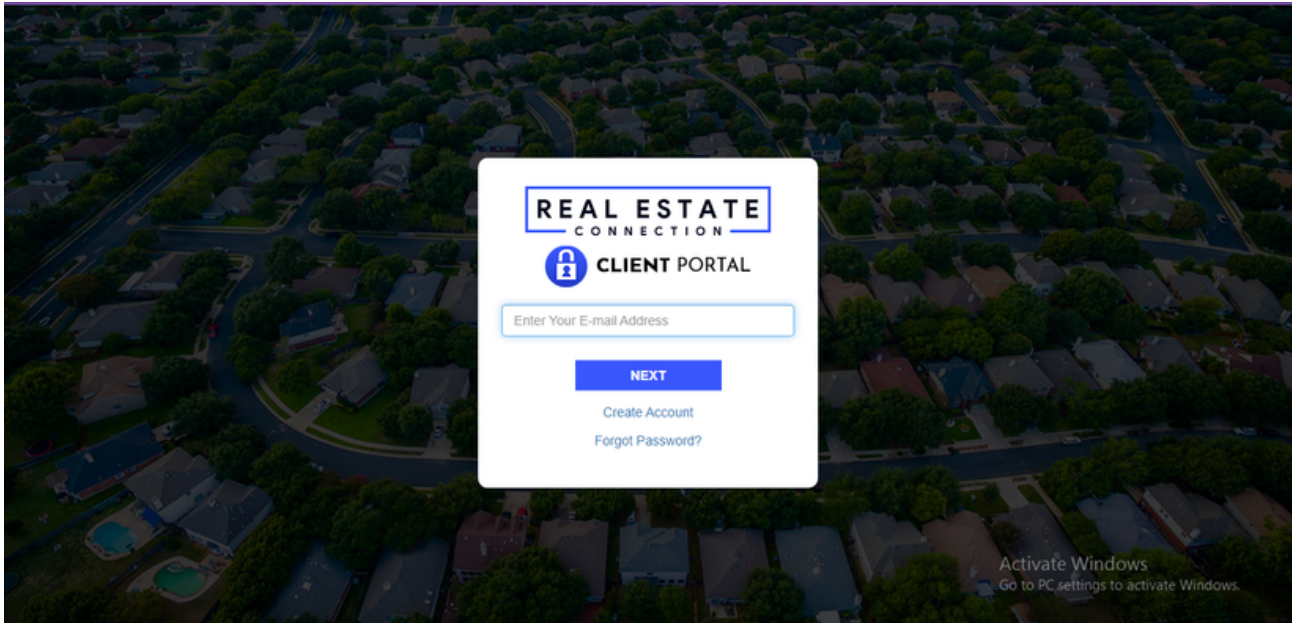 REAL ESTATE
CONNECTION
CLIENT PORTAL
Enter Your E-mail Address
NEXT
Create Account
Forgot Password?
Activate Windows
Go to PC settings to activate Windows.